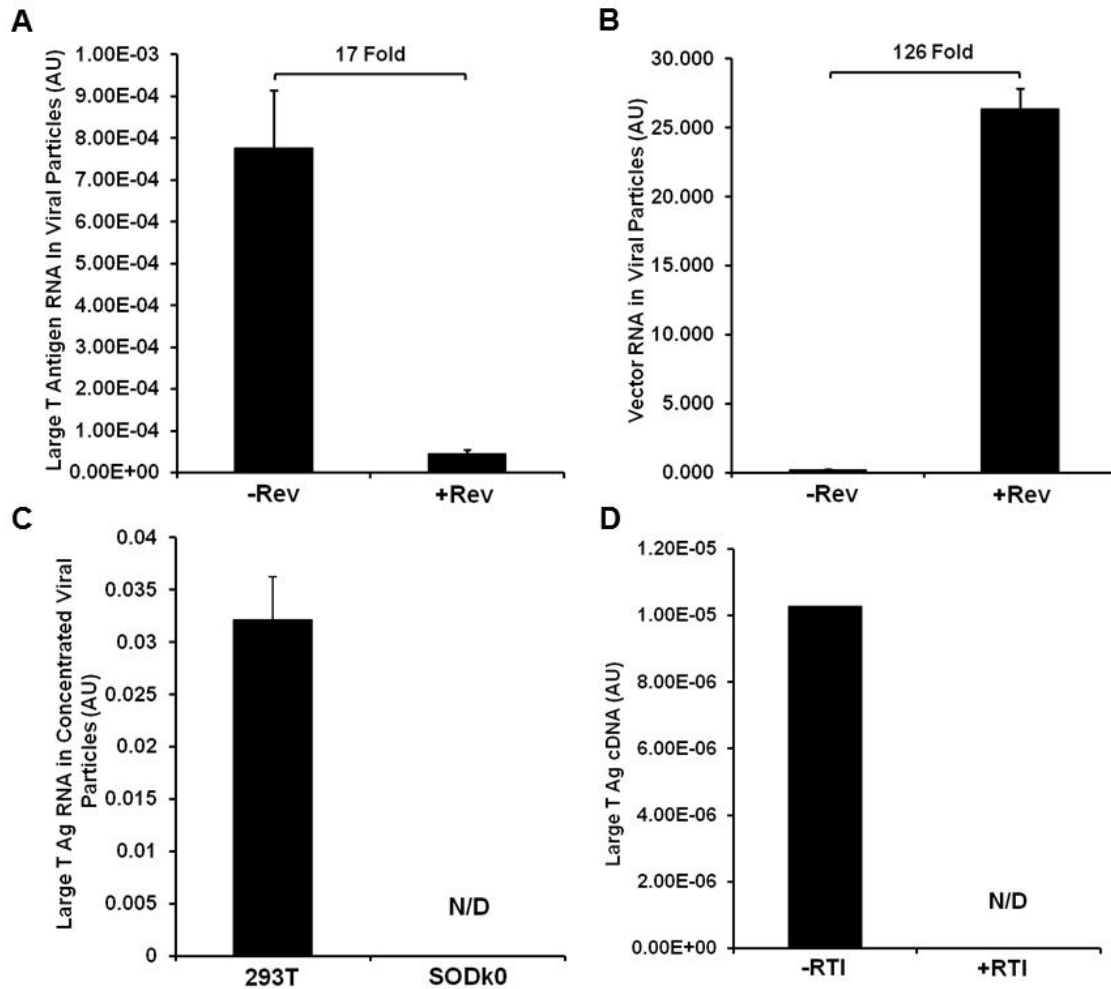 A
Large T Antigen RNA In Viral Particles (AU)
17 Fold
1.00E-03
9.00E-04
8.00E-04
7.00E-04
6.00E-04
5.00E-04
4.00E-04
3.00E-04
2.00E-04
1.00E-04
0.00E+00
-Rev
+Rev
B
Vector RNA in Viral Particles (AU)
126 Fold
30.000
25.000
20.000
15.000
10.000
5.000
0.000
-Rev
+Rev
C
Large T Ag RNA in Concentrated Viral
Particles (AU)
0.04
0.035
0.03
0.025
0.02
0.015
0.01
0.005
0
N/D
293T
SODk0
D
Large T Ag cDNA (AU)
1.20E-05
1.00E-05
8.00E-06
6.00E-06
4.00E-06
2.00E-06
0.00E+00
N/D
-RTI
+RTI